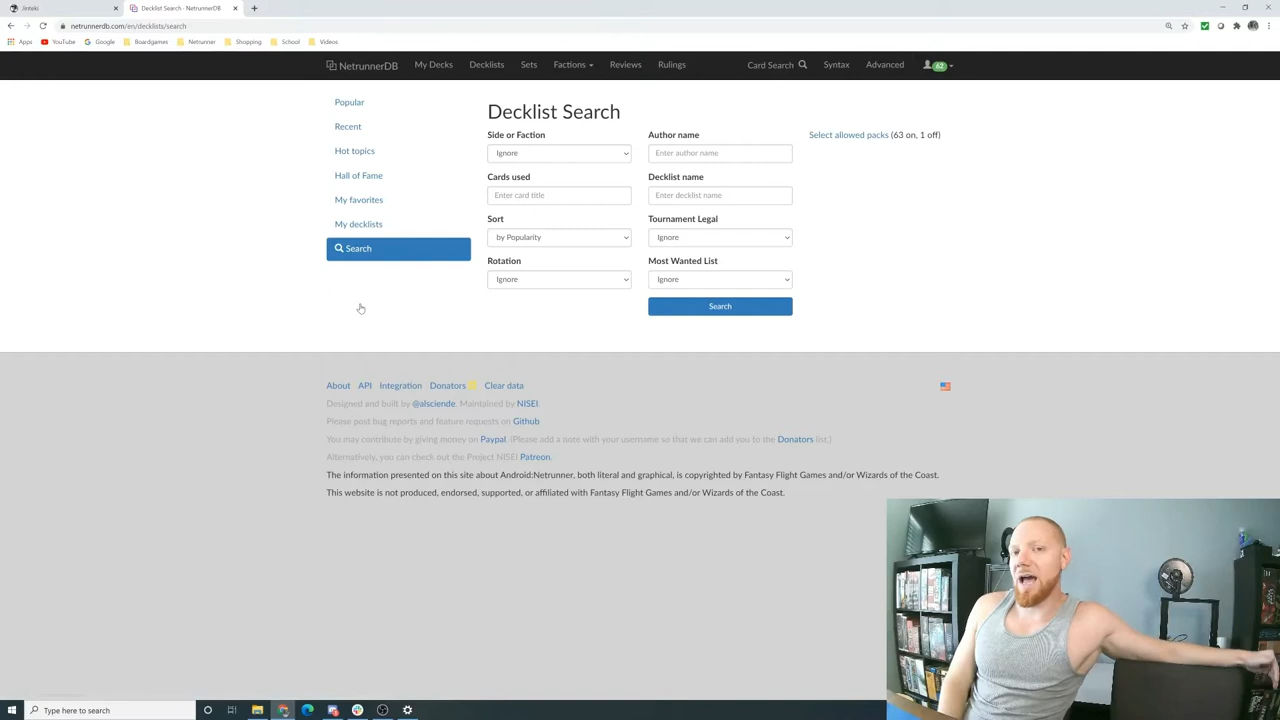 Jinteki
Decklist Search · NetrunnerDB
netrunnerdb.com/en/decklists/search
Apps YouTube Google Boardgames Netrunner Shopping School Videos
NetrunnerDB My Decks Decklists Sets Factions Reviews Rulings Card Search Syntax Advanced 62
Popular
Recent
Hot topics
Hall of Fame
My favorites
My decklists
Search
Decklist Search
Side or Faction
Ignore
Author name
Enter author name
Select allowed packs (63 on, 1 off)
Cards used
Enter card title
Decklist name
Enter decklist name
Sort
by Popularity
Tournament Legal
Ignore
Rotation
Ignore
Most Wanted List
Ignore
Search
About API Integration Donators Clear data
Designed and built by @alsciende. Maintained by NISEI.
Please post bug reports and feature requests on Github
You may contribute by giving money on Paypal. (Please add a note with your username so that we can add you to the Donators list.)
Alternatively, you can check out the Project NISEI Patreon.
The information presented on this site about Android:Netrunner, both literal and graphical, is copyrighted by Fantasy Flight Games and/or Wizards of the Coast.
This website is not produced, endorsed, supported, or affiliated with Fantasy Flight Games and/or Wizards of the Coast.
Type here to search